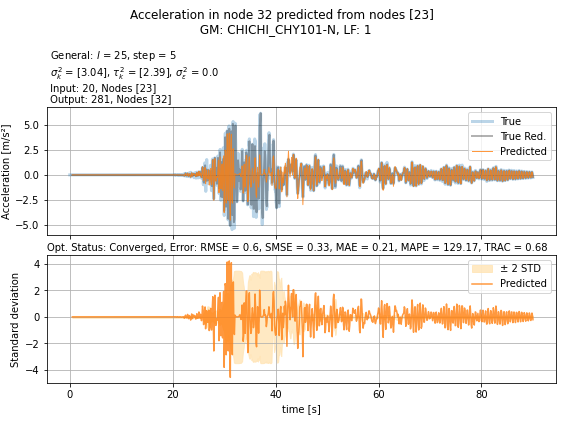 Acceleration in node 32 predicted from nodes [23]
GM: CHICHI_CHY101-N, LF: 1
General: l = 25, step = 5
σ²ₖ = [3.04], τ²ₖ = [2.39], σ²ε = 0.0
Input: 20, Nodes [23]
Output: 281, Nodes [32]
Acceleration [m/s²]
5.0
2.5
0.0
−2.5
−5.0
True
True Red.
Predicted
Opt. Status: Converged, Error: RMSE = 0.6, SMSE = 0.33, MAE = 0.21, MAPE = 129.17, TRAC = 0.68
Standard deviation
4
2
0
−2
−4
± 2 STD
Predicted
0 20 40 60 80
time [s]